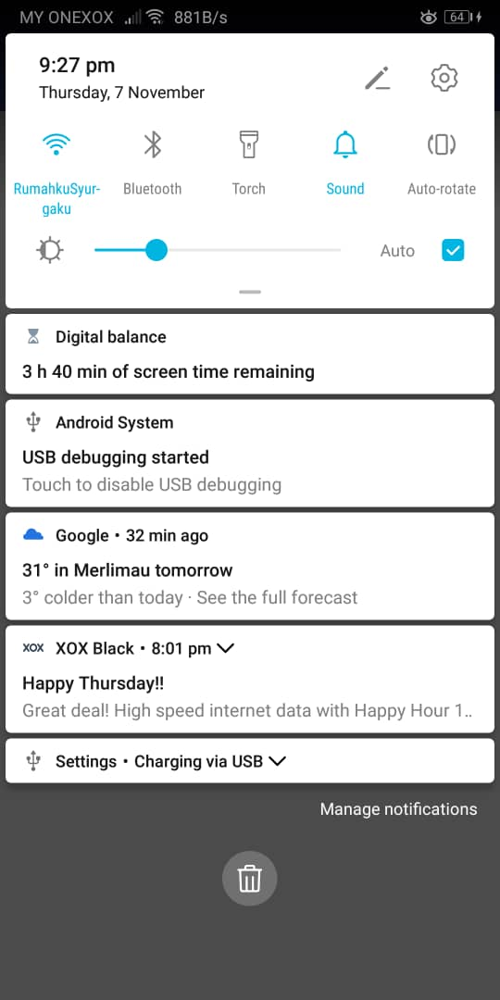 MY ONEXOX 881B/s 64
9:27 pm
Thursday, 7 November
RumahkuSyur-
gaku
Bluetooth
Torch
Sound
Auto-rotate
Auto
Digital balance
3 h 40 min of screen time remaining
Android System
USB debugging started
Touch to disable USB debugging
Google • 32 min ago
31° in Merlimau tomorrow
3° colder than today · See the full forecast
XOX XOX Black • 8:01 pm
Happy Thursday!!
Great deal! High speed internet data with Happy Hour 1..
Settings • Charging via USB
Manage notifications